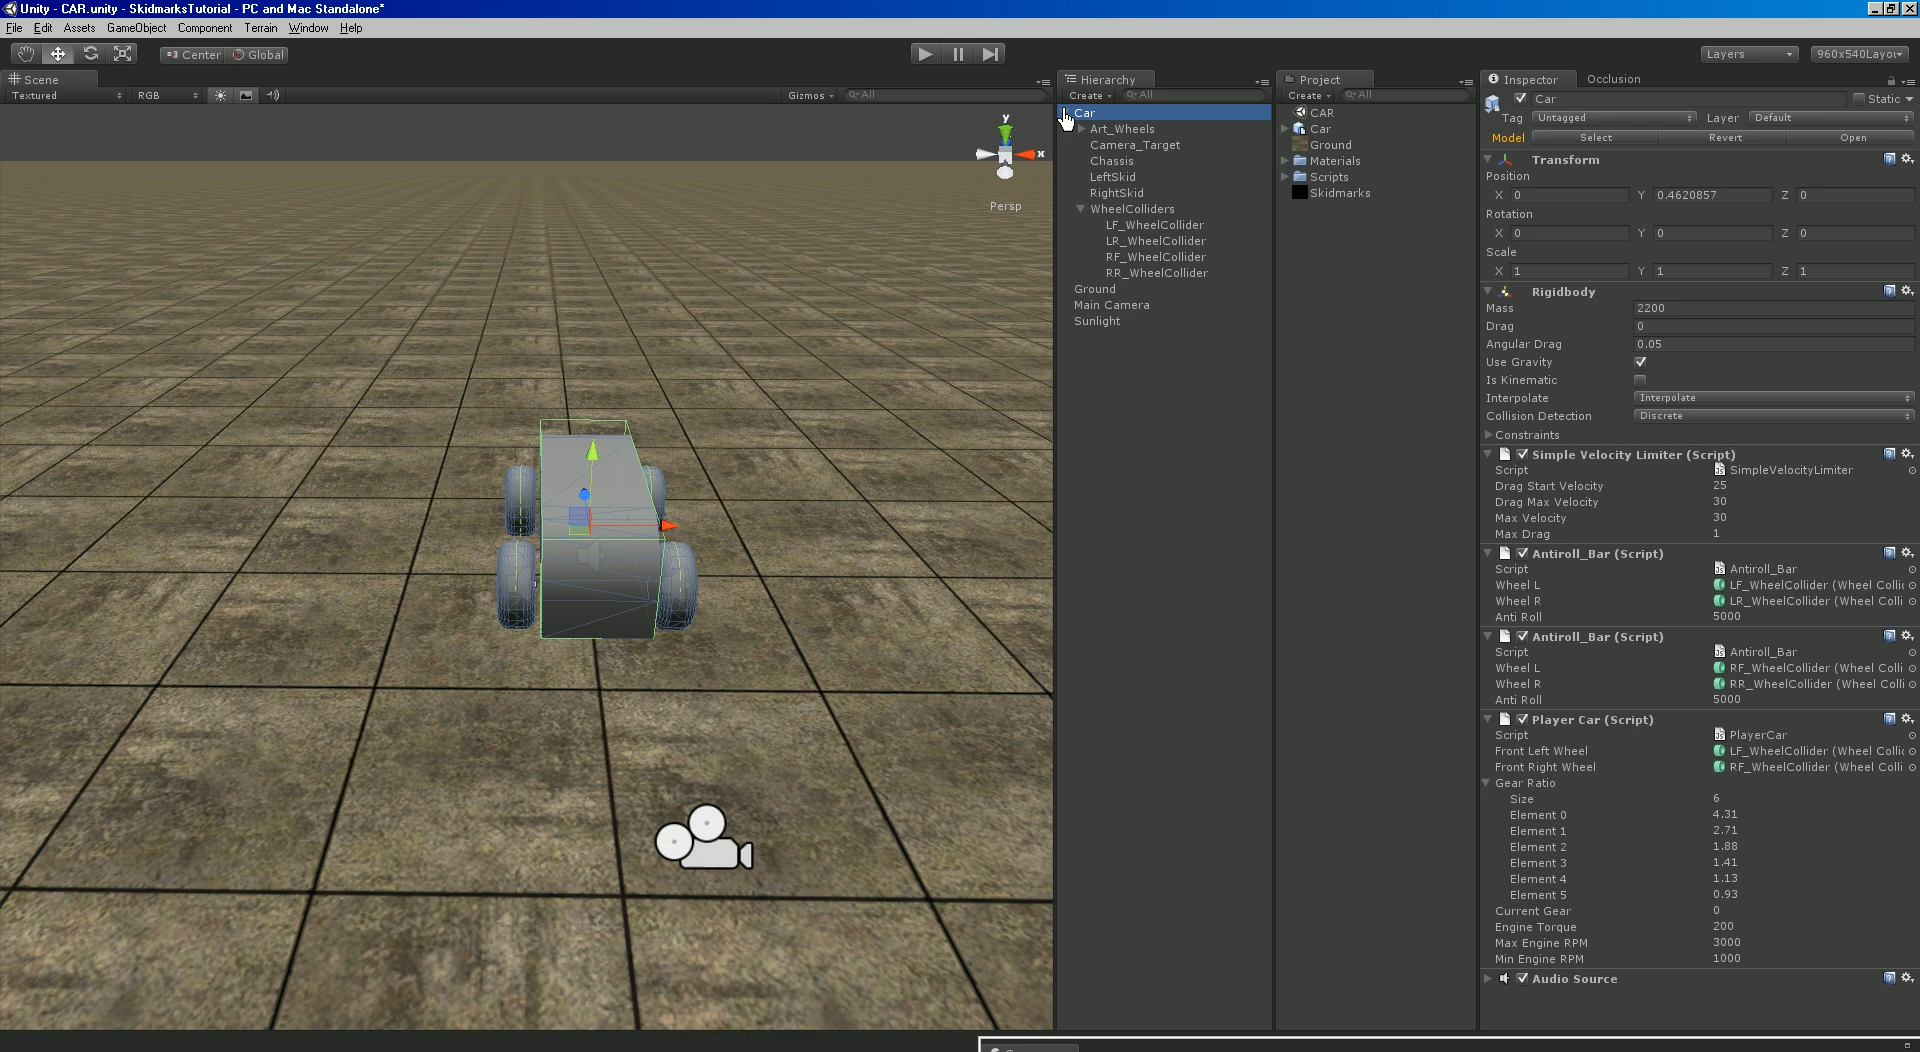 Unity - CAR.unity - SkidmarksTutorial - PC and Mac Standalone*
File Edit Assets GameObject Component Terrain Window Help
Center Global
Layers
960x540Layou
Scene
Textured RGB Gizmos All
y
x
Persp
Hierarchy
Create All
Car
Art_Wheels
Camera_Target
Chassis
LeftSkid
RightSkid
WheelColliders
LF_WheelCollider
LR_WheelCollider
RF_WheelCollider
RR_WheelCollider
Ground
Main Camera
Sunlight
Project
Create All
CAR
Car
Ground
Materials
Scripts
Skidmarks
Inspector Occlusion
Car Static
Tag Untagged Layer Default
Model Select Revert Open
Transform
Position
X 0 Y 0.4620857 Z 0
Rotation
X 0 Y 0 Z 0
Scale
X 1 Y 1 Z 1
Rigidbody
Mass 2200
Drag 0
Angular Drag 0.05
Use Gravity
Is Kinematic
Interpolate Interpolate
Collision Detection Discrete
Constraints
Simple Velocity Limiter (Script)
Script SimpleVelocityLimiter
Drag Start Velocity 25
Drag Max Velocity 30
Max Velocity 30
Max Drag 1
Antiroll_Bar (Script)
Script Antiroll_Bar
Wheel L LF_WheelCollider (Wheel Collic
Wheel R LR_WheelCollider (Wheel Colli
Anti Roll 5000
Antiroll_Bar (Script)
Script Antiroll_Bar
Wheel L RF_WheelCollider (Wheel Colli
Wheel R RR_WheelCollider (Wheel Colli
Anti Roll 5000
Player Car (Script)
Script PlayerCar
Front Left Wheel LF_WheelCollider (Wheel Collic
Front Right Wheel RF_WheelCollider (Wheel Colli
Gear Ratio
Size 6
Element 0 4.31
Element 1 2.71
Element 2 1.88
Element 3 1.41
Element 4 1.13
Element 5 0.93
Current Gear 0
Engine Torque 200
Max Engine RPM 3000
Min Engine RPM 1000
Audio Source